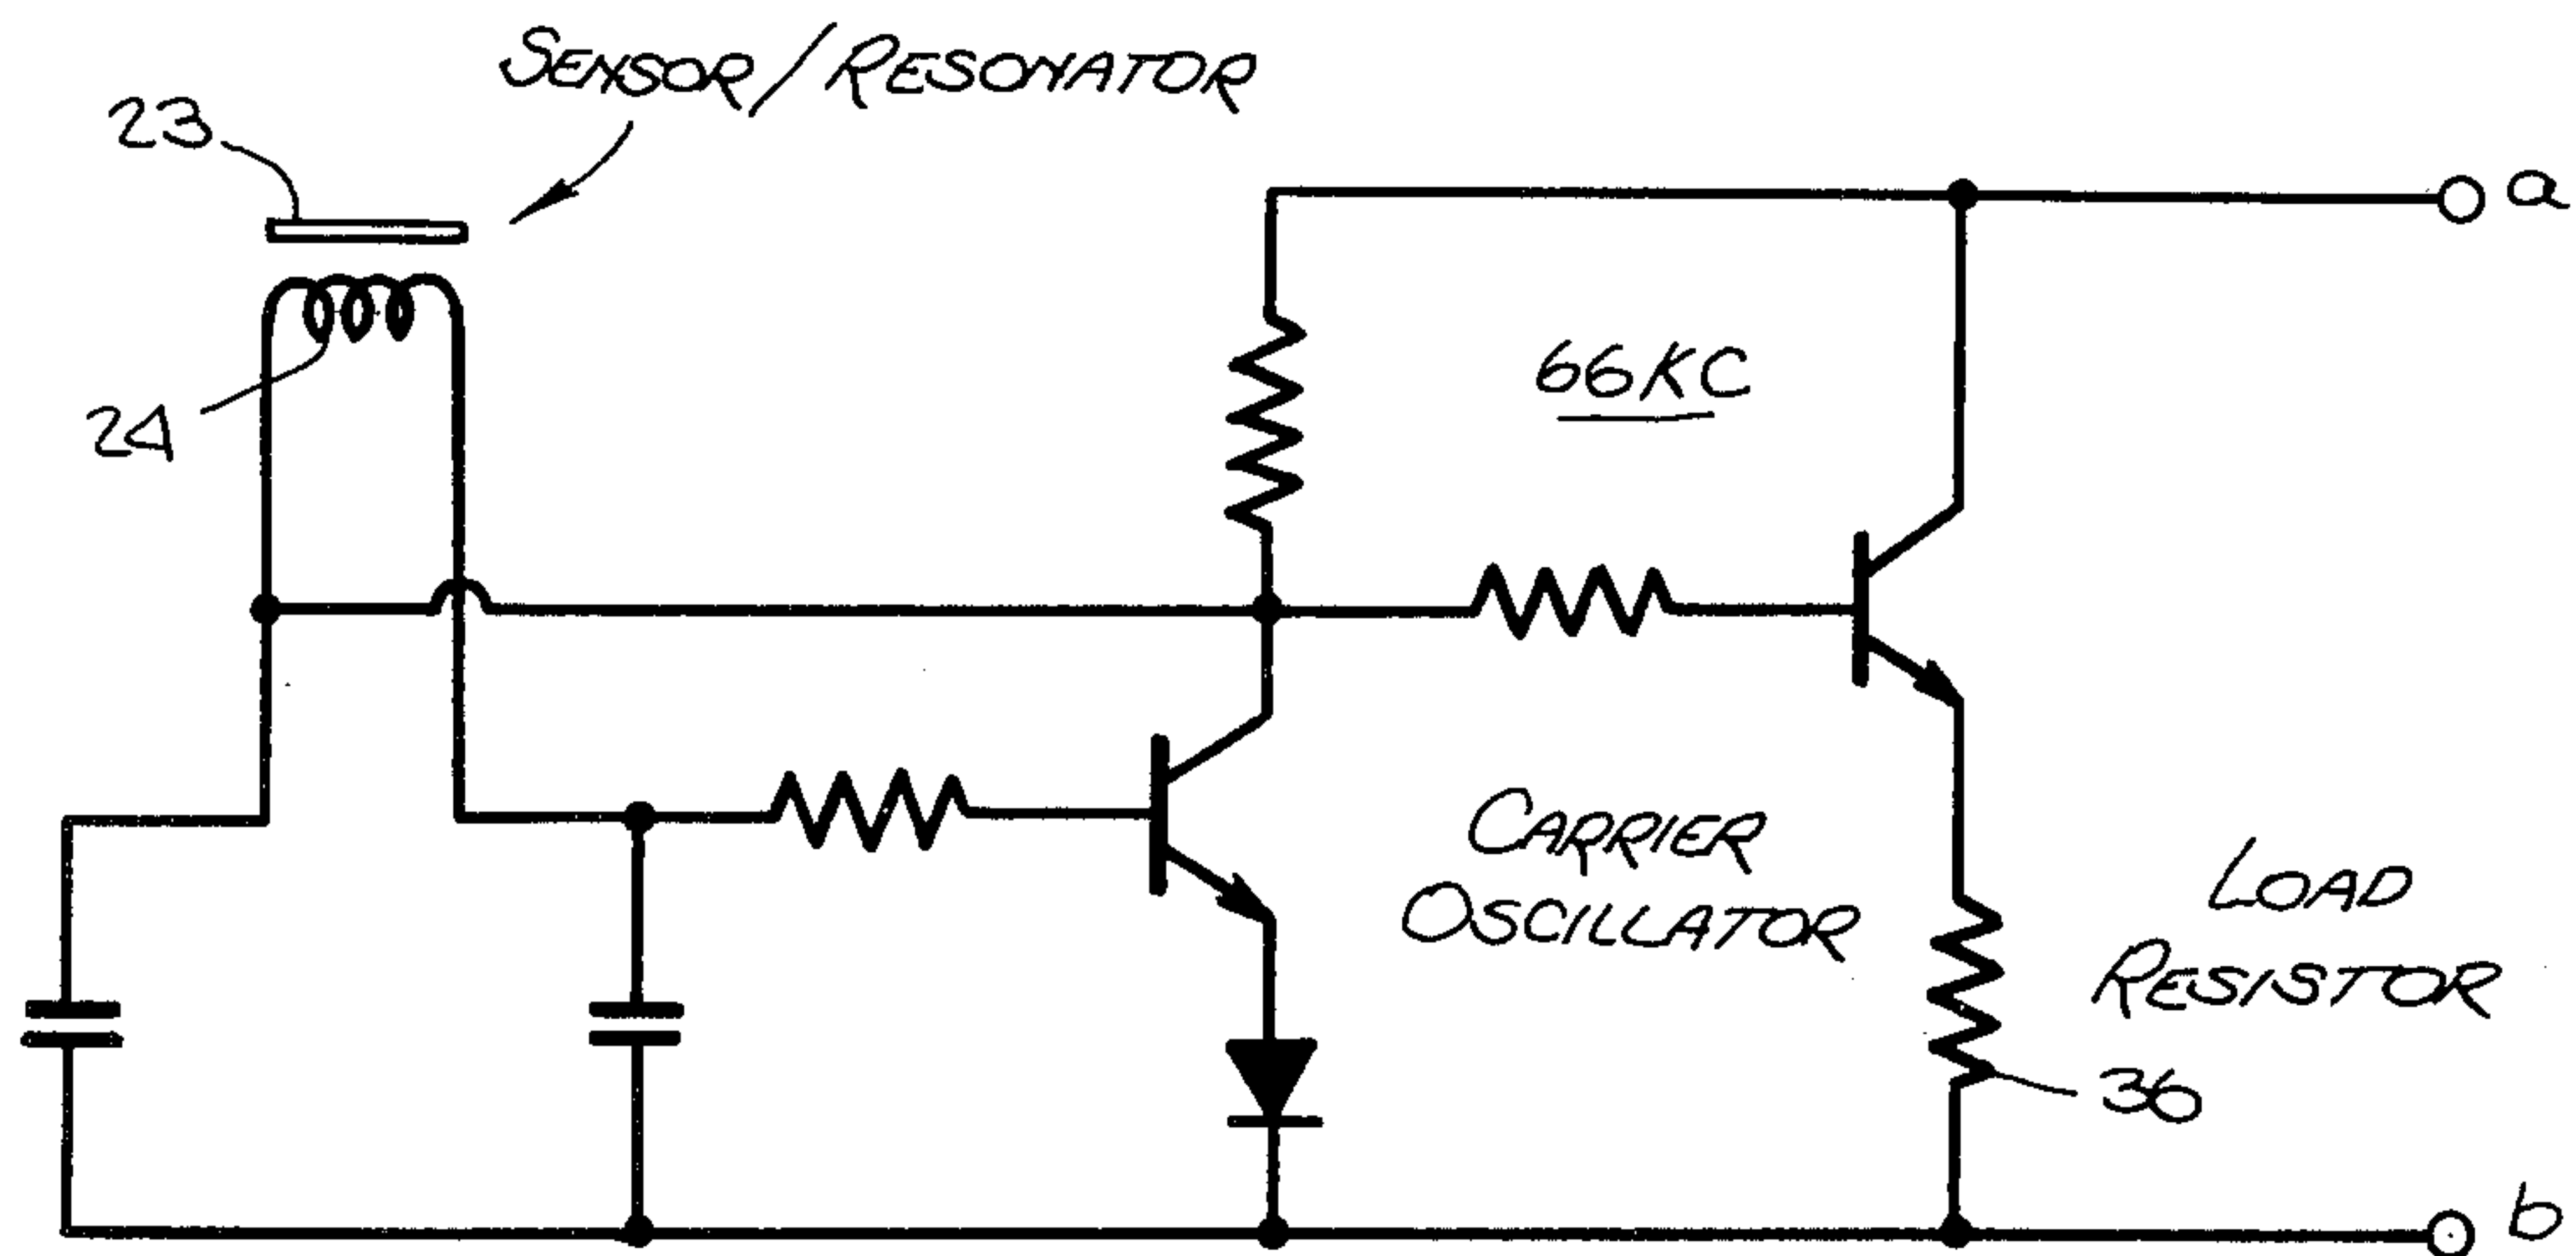 SENSOR/RESONATOR
23
a
66KC
24
CARRIER
OSCILLATOR
LOAD
RESISTOR
36
b